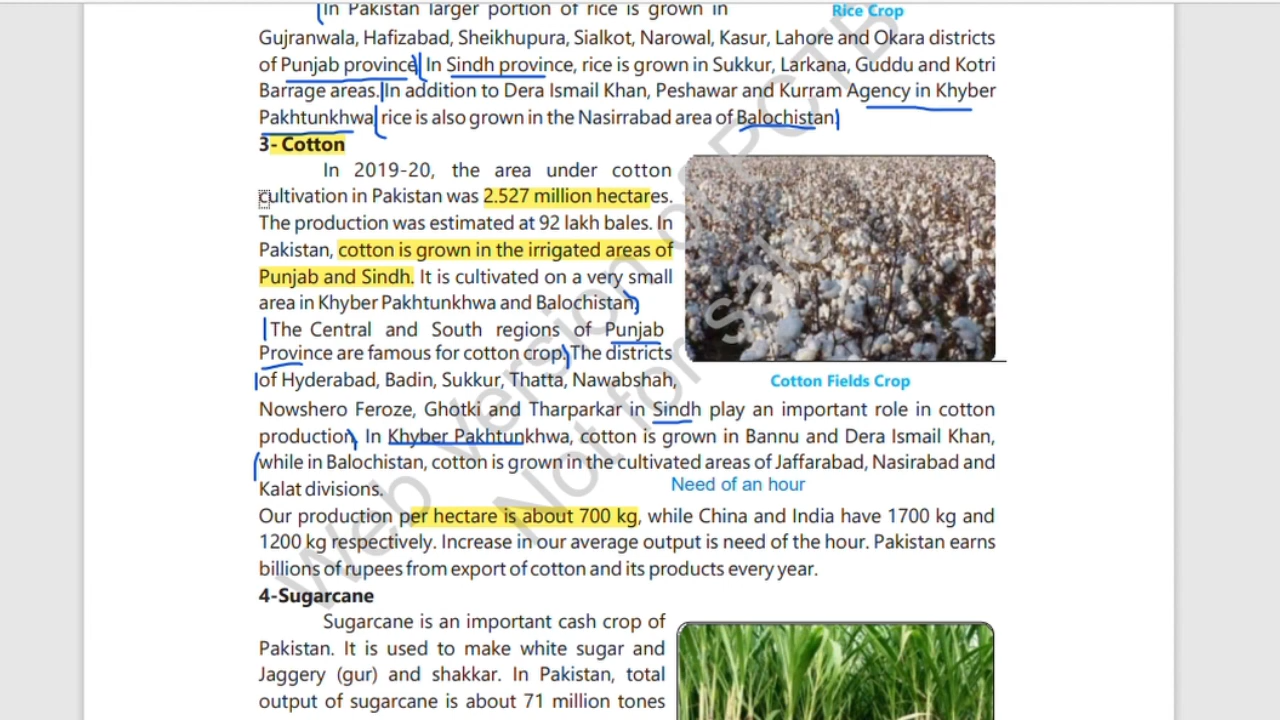 In Pakistan larger portion of rice is grown in
Rice Crop
Gujranwala, Hafizabad, Sheikhupura, Sialkot, Narowal, Kasur, Lahore and Okara districts
of Punjab province. In Sindh province, rice is grown in Sukkur, Larkana, Guddu and Kotri
Barrage areas. In addition to Dera Ismail Khan, Peshawar and Kurram Agency in Khyber
Pakhtunkhwa, rice is also grown in the Nasirrabad area of Balochistan.
3- Cotton
In 2019-20, the area under cotton
cultivation in Pakistan was 2.527 million hectares.
The production was estimated at 92 lakh bales. In
Pakistan, cotton is grown in the irrigated areas of
Punjab and Sindh. It is cultivated on a very small
area in Khyber Pakhtunkhwa and Balochistan.
The Central and South regions of Punjab
Province are famous for cotton crop. The districts
of Hyderabad, Badin, Sukkur, Thatta, Nawabshah,
Cotton Fields Crop
Nowshero Feroze, Ghotki and Tharparkar in Sindh play an important role in cotton
production. In Khyber Pakhtunkhwa, cotton is grown in Bannu and Dera Ismail Khan,
while in Balochistan, cotton is grown in the cultivated areas of Jaffarabad, Nasirabad and
Kalat divisions.
Need of an hour
Our production per hectare is about 700 kg, while China and India have 1700 kg and
1200 kg respectively. Increase in our average output is need of the hour. Pakistan earns
billions of rupees from export of cotton and its products every year.
4-Sugarcane
Sugarcane is an important cash crop of
Pakistan. It is used to make white sugar and
Jaggery (gur) and shakkar. In Pakistan, total
output of sugarcane is about 71 million tones
Web Version of PCTB
Not for sale